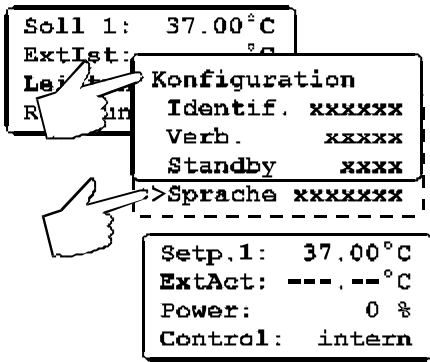 Soll 1: 37.00°C
ExtIst: °C
Konfiguration
Identif. xxxxxx
Verb. xxxxx
Standby xxxx
>Sprache xxxxxxx
Setp.1: 37.00°C
ExtAct: ---.--°C
Power: 0 %
Control: intern